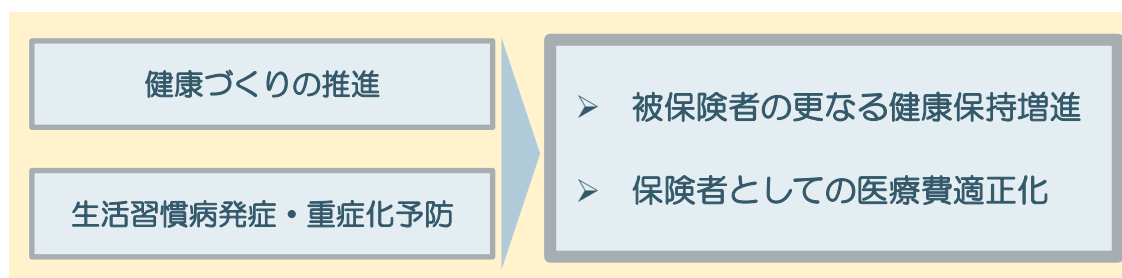 健康づくりの推進
生活習慣病発症・重症化予防
➢ 被保険者の更なる健康保持増進
➢ 保険者としての医療費適正化